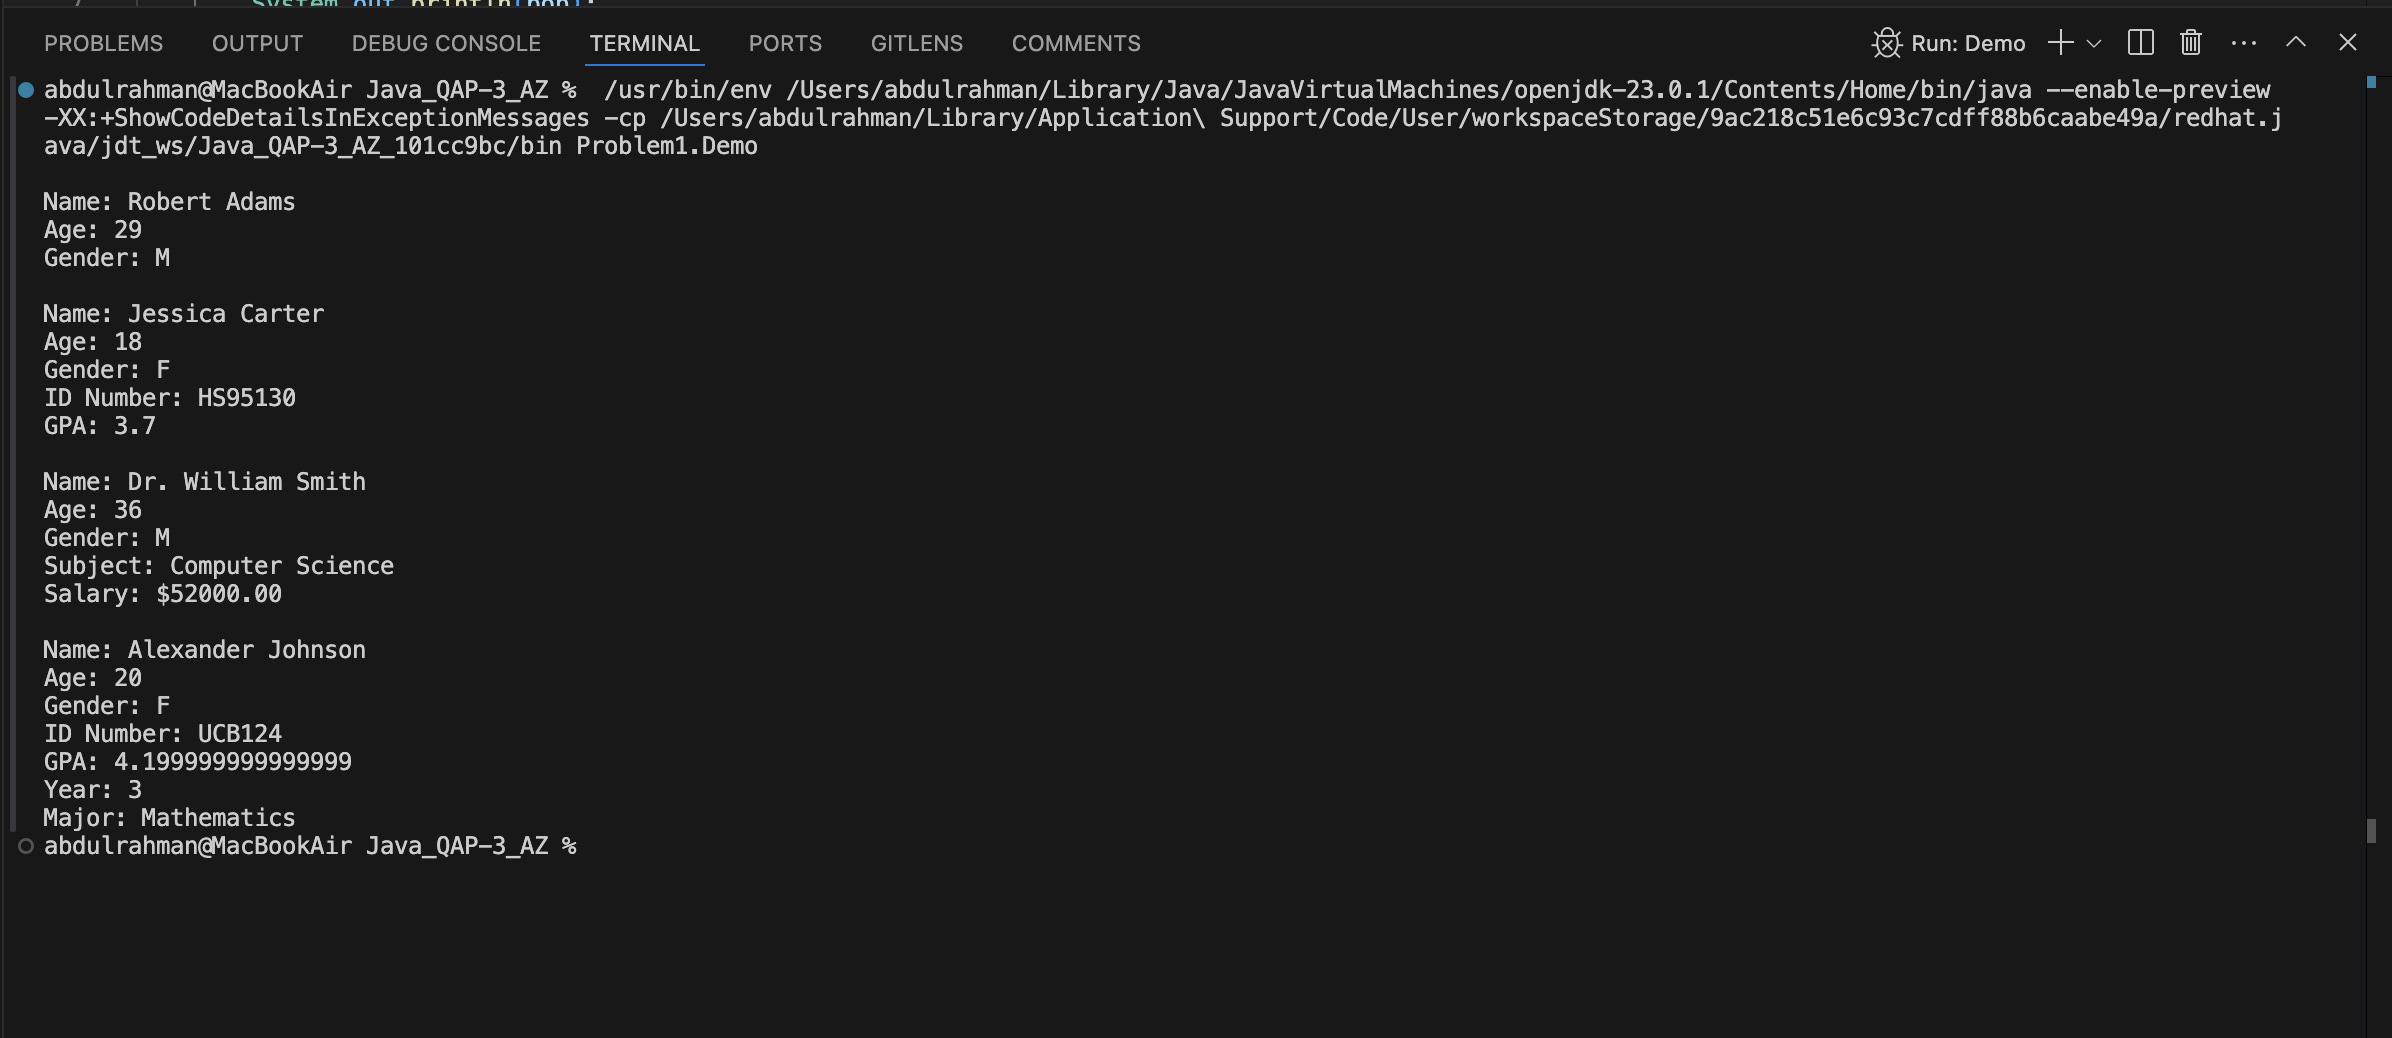 System.out.println(bob);
PROBLEMS OUTPUT DEBUG CONSOLE TERMINAL PORTS GITLENS COMMENTS Run: Demo
abdulrahman@MacBookAir Java_QAP-3_AZ %  /usr/bin/env /Users/abdulrahman/Library/Java/JavaVirtualMachines/openjdk-23.0.1/Contents/Home/bin/java --enable-preview
-XX:+ShowCodeDetailsInExceptionMessages -cp /Users/abdulrahman/Library/Application\ Support/Code/User/workspaceStorage/9ac218c51e6c93c7cdff88b6caabe49a/redhat.j
ava/jdt_ws/Java_QAP-3_AZ_101cc9bc/bin Problem1.Demo
Name: Robert Adams
Age: 29
Gender: M
Name: Jessica Carter
Age: 18
Gender: F
ID Number: HS95130
GPA: 3.7
Name: Dr. William Smith
Age: 36
Gender: M
Subject: Computer Science
Salary: $52000.00
Name: Alexander Johnson
Age: 20
Gender: F
ID Number: UCB124
GPA: 4.199999999999999
Year: 3
Major: Mathematics
abdulrahman@MacBookAir Java_QAP-3_AZ %